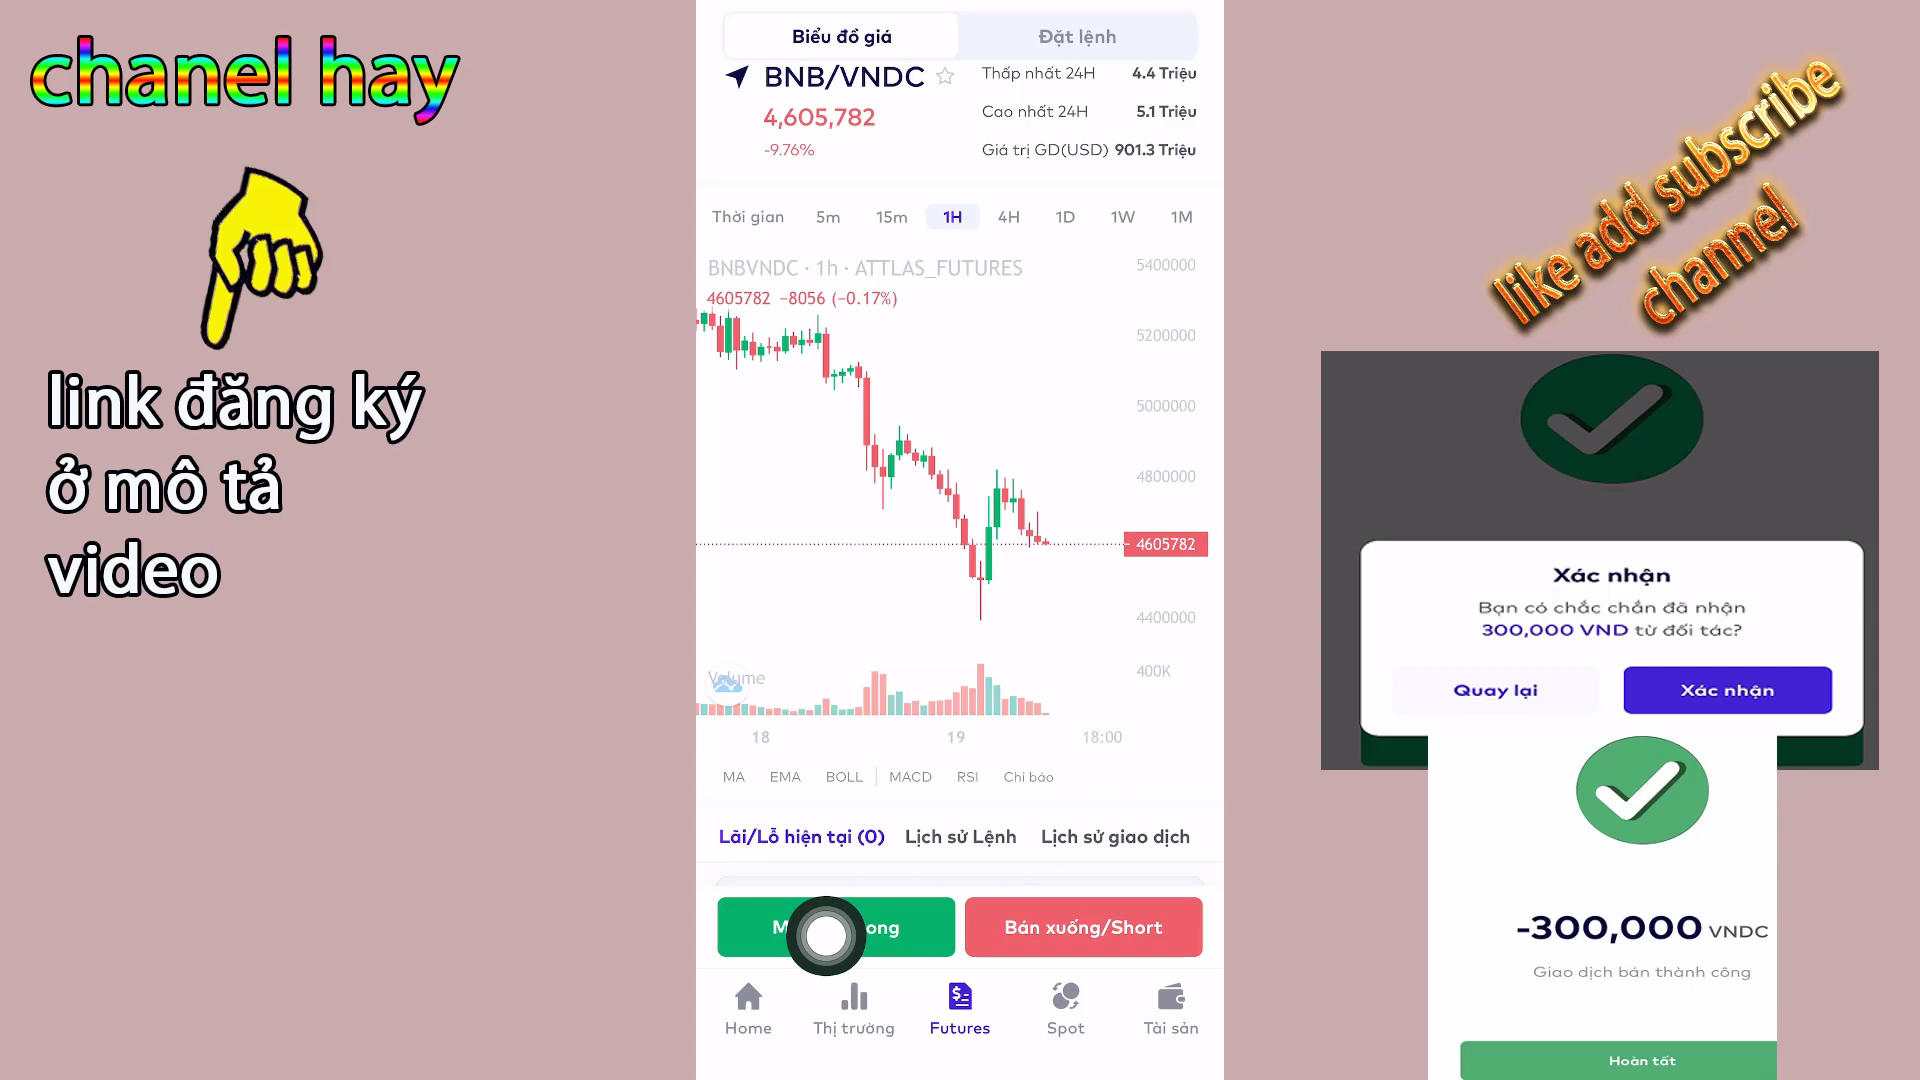 chanel hay
link đăng ký
ở mô tả
video
Biểu đồ giá
Đặt lệnh
BNB/VNDC
4,605,782
-9.76%
Thấp nhất 24H 4.4 Triệu
Cao nhất 24H 5.1 Triệu
Giá trị GD(USD) 901.3 Triệu
Thời gian 5m 15m 1H 4H 1D 1W 1M
BNBVNDC · 1h · ATTLAS_FUTURES
4605782 −8056 (−0.17%)
5400000
5200000
5000000
4800000
4605782
4400000
Volume
400K
18 19 18:00
MA EMA BOLL MACD RSI Chỉ báo
Lãi/Lỗ hiện tại (0) Lịch sử Lệnh Lịch sử giao dịch
Bán xuống/Short
Home Thị trường Futures Spot Tài sản
like add subscribe
channel
Xác nhận
Bạn có chắc chắn đã nhận
300,000 VND từ đối tác?
Quay lại
Xác nhận
-300,000 VNDC
Giao dịch bán thành công
Hoàn tất